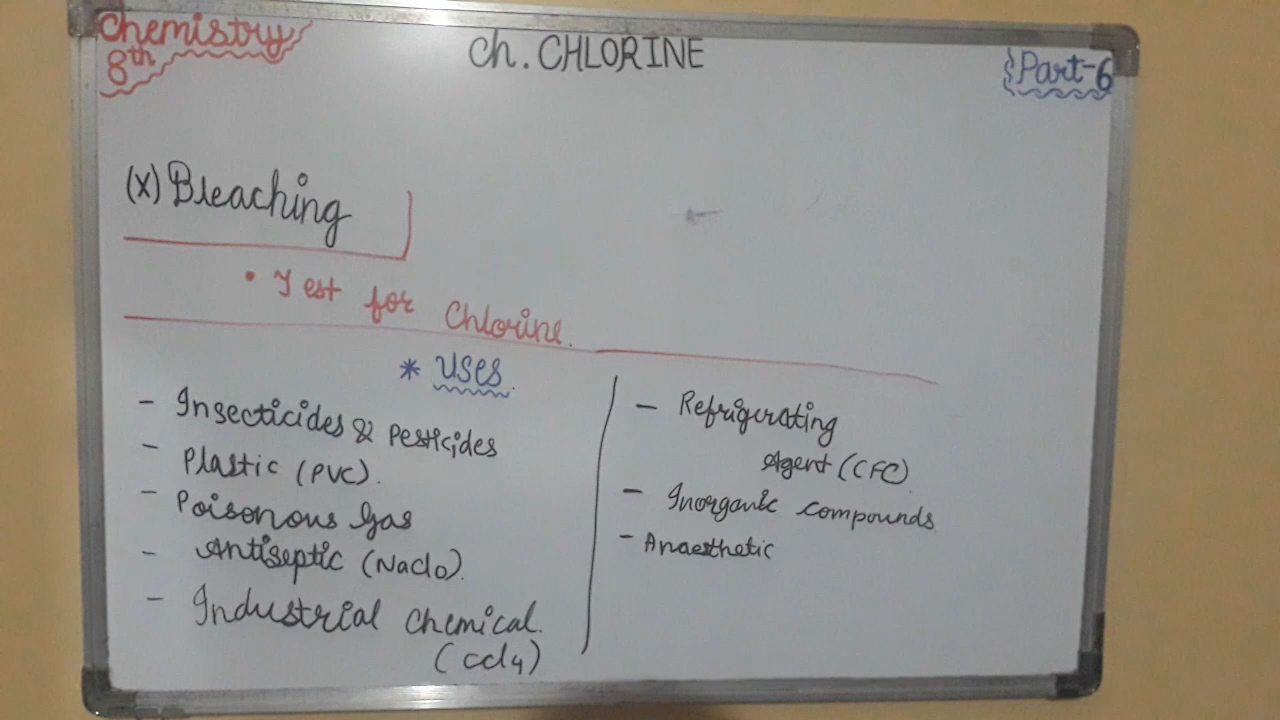 Chemistry
8th
Ch. CHLORINE
Part-6
(x) Bleaching
• Test for Chlorine.
* Uses.
- Insecticides & Pesticides
- Plastic (PVC).
- Poisonous Gas
- Antiseptic (NaClO).
- Industrial Chemical.
(CCl4)
- Refrigerating
Agent (CFC).
- Inorganic compounds.
- Anaesthetic